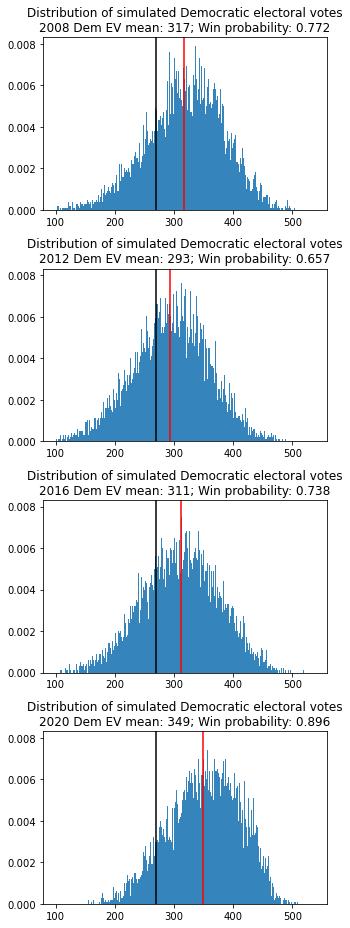 Distribution of simulated Democratic electoral votes
2008 Dem EV mean: 317; Win probability: 0.772
0.008
0.006
0.004
0.002
0.000
100 200 300 400 500
Distribution of simulated Democratic electoral votes
2012 Dem EV mean: 293; Win probability: 0.657
0.008
0.006
0.004
0.002
0.000
100 200 300 400 500
Distribution of simulated Democratic electoral votes
2016 Dem EV mean: 311; Win probability: 0.738
0.008
0.006
0.004
0.002
0.000
100 200 300 400 500
Distribution of simulated Democratic electoral votes
2020 Dem EV mean: 349; Win probability: 0.896
0.008
0.006
0.004
0.002
0.000
100 200 300 400 500